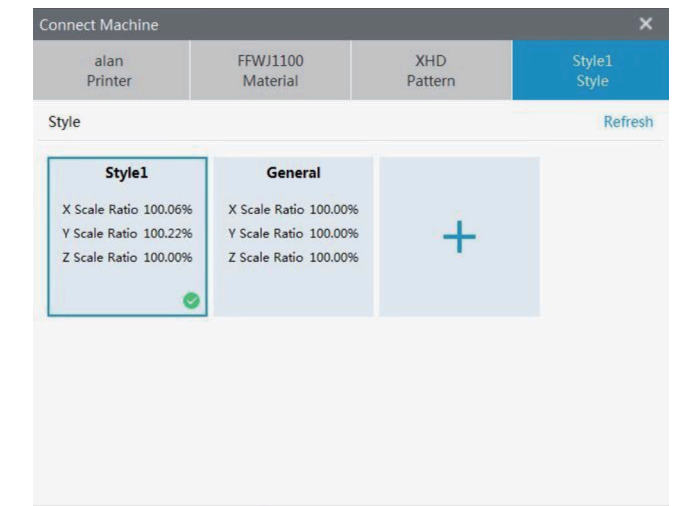 Connect Machine
alan
Printer
FFWJ1100
Material
XHD
Pattern
Style1
Style
Style
Refresh
Style1
X Scale Ratio 100.06%
Y Scale Ratio 100.22%
Z Scale Ratio 100.00%
General
X Scale Ratio 100.00%
Y Scale Ratio 100.00%
Z Scale Ratio 100.00%